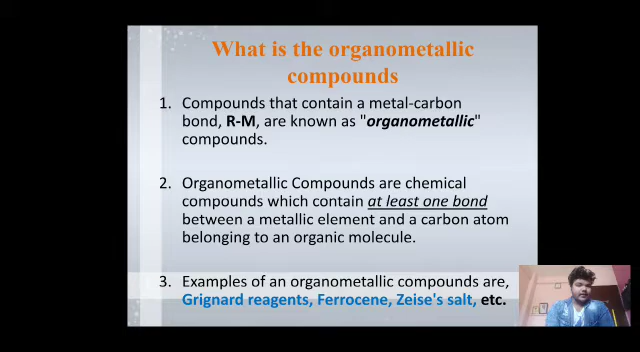 What is the organometallic
compounds
1. Compounds that contain a metal-carbon
bond, R-M, are known as "organometallic"
compounds.
2. Organometallic Compounds are chemical
compounds which contain at least one bond
between a metallic element and a carbon atom
belonging to an organic molecule.
3. Examples of an organometallic compounds are,
Grignard reagents, Ferrocene, Zeise's salt, etc.